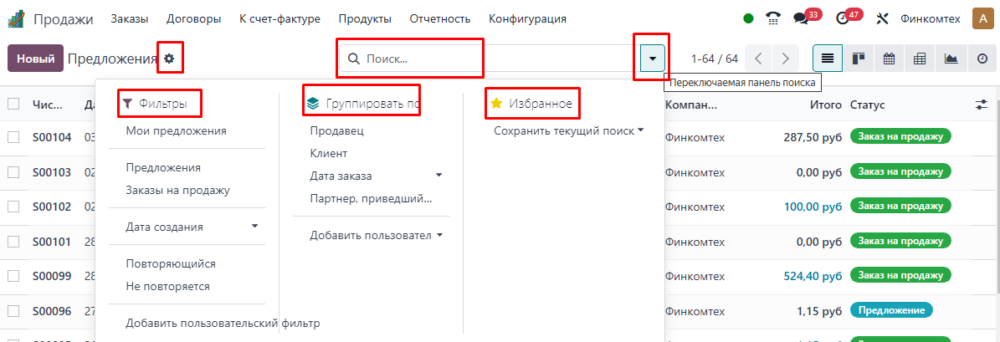 Продажи Заказы Договоры К счет-фактуре Продукты Отчетность Конфигурация 33 47 Финкомтех A
Новый Предложения Поиск... 1-64 / 64
Переключаемая панель поиска
Чис... Да Фильтры Группировать по Избранное Компан... Итого Статус
Мои предложения Продавец Сохранить текущий поиск
S00104 03 Клиент Финкомтех 287,50 руб Заказ на продажу
S00103 02 Предложения Дата заказа Финкомтех 0,00 руб Заказ на продажу
Заказы на продажу Партнер, приведший...
S00102 02 Финкомтех 100,00 руб Заказ на продажу
Дата создания Добавить пользовател
S00101 28 Финкомтех 0,00 руб Заказ на продажу
Повторяющийся
S00099 28 Финкомтех 524,40 руб Заказ на продажу
Не повторяется
S00096 27 Финкомтех 1,15 руб Предложение
Добавить пользовательский фильтр